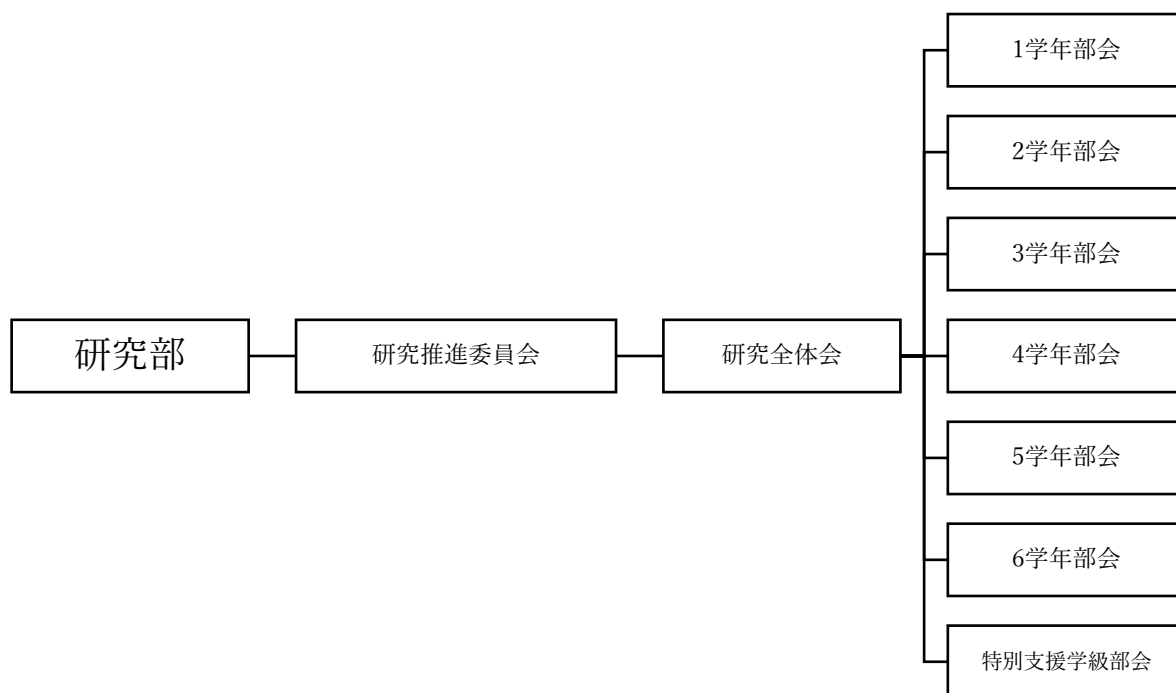 研究部
研究推進委員会
研究全体会
1学年部会
2学年部会
3学年部会
4学年部会
5学年部会
6学年部会
特別支援学級部会